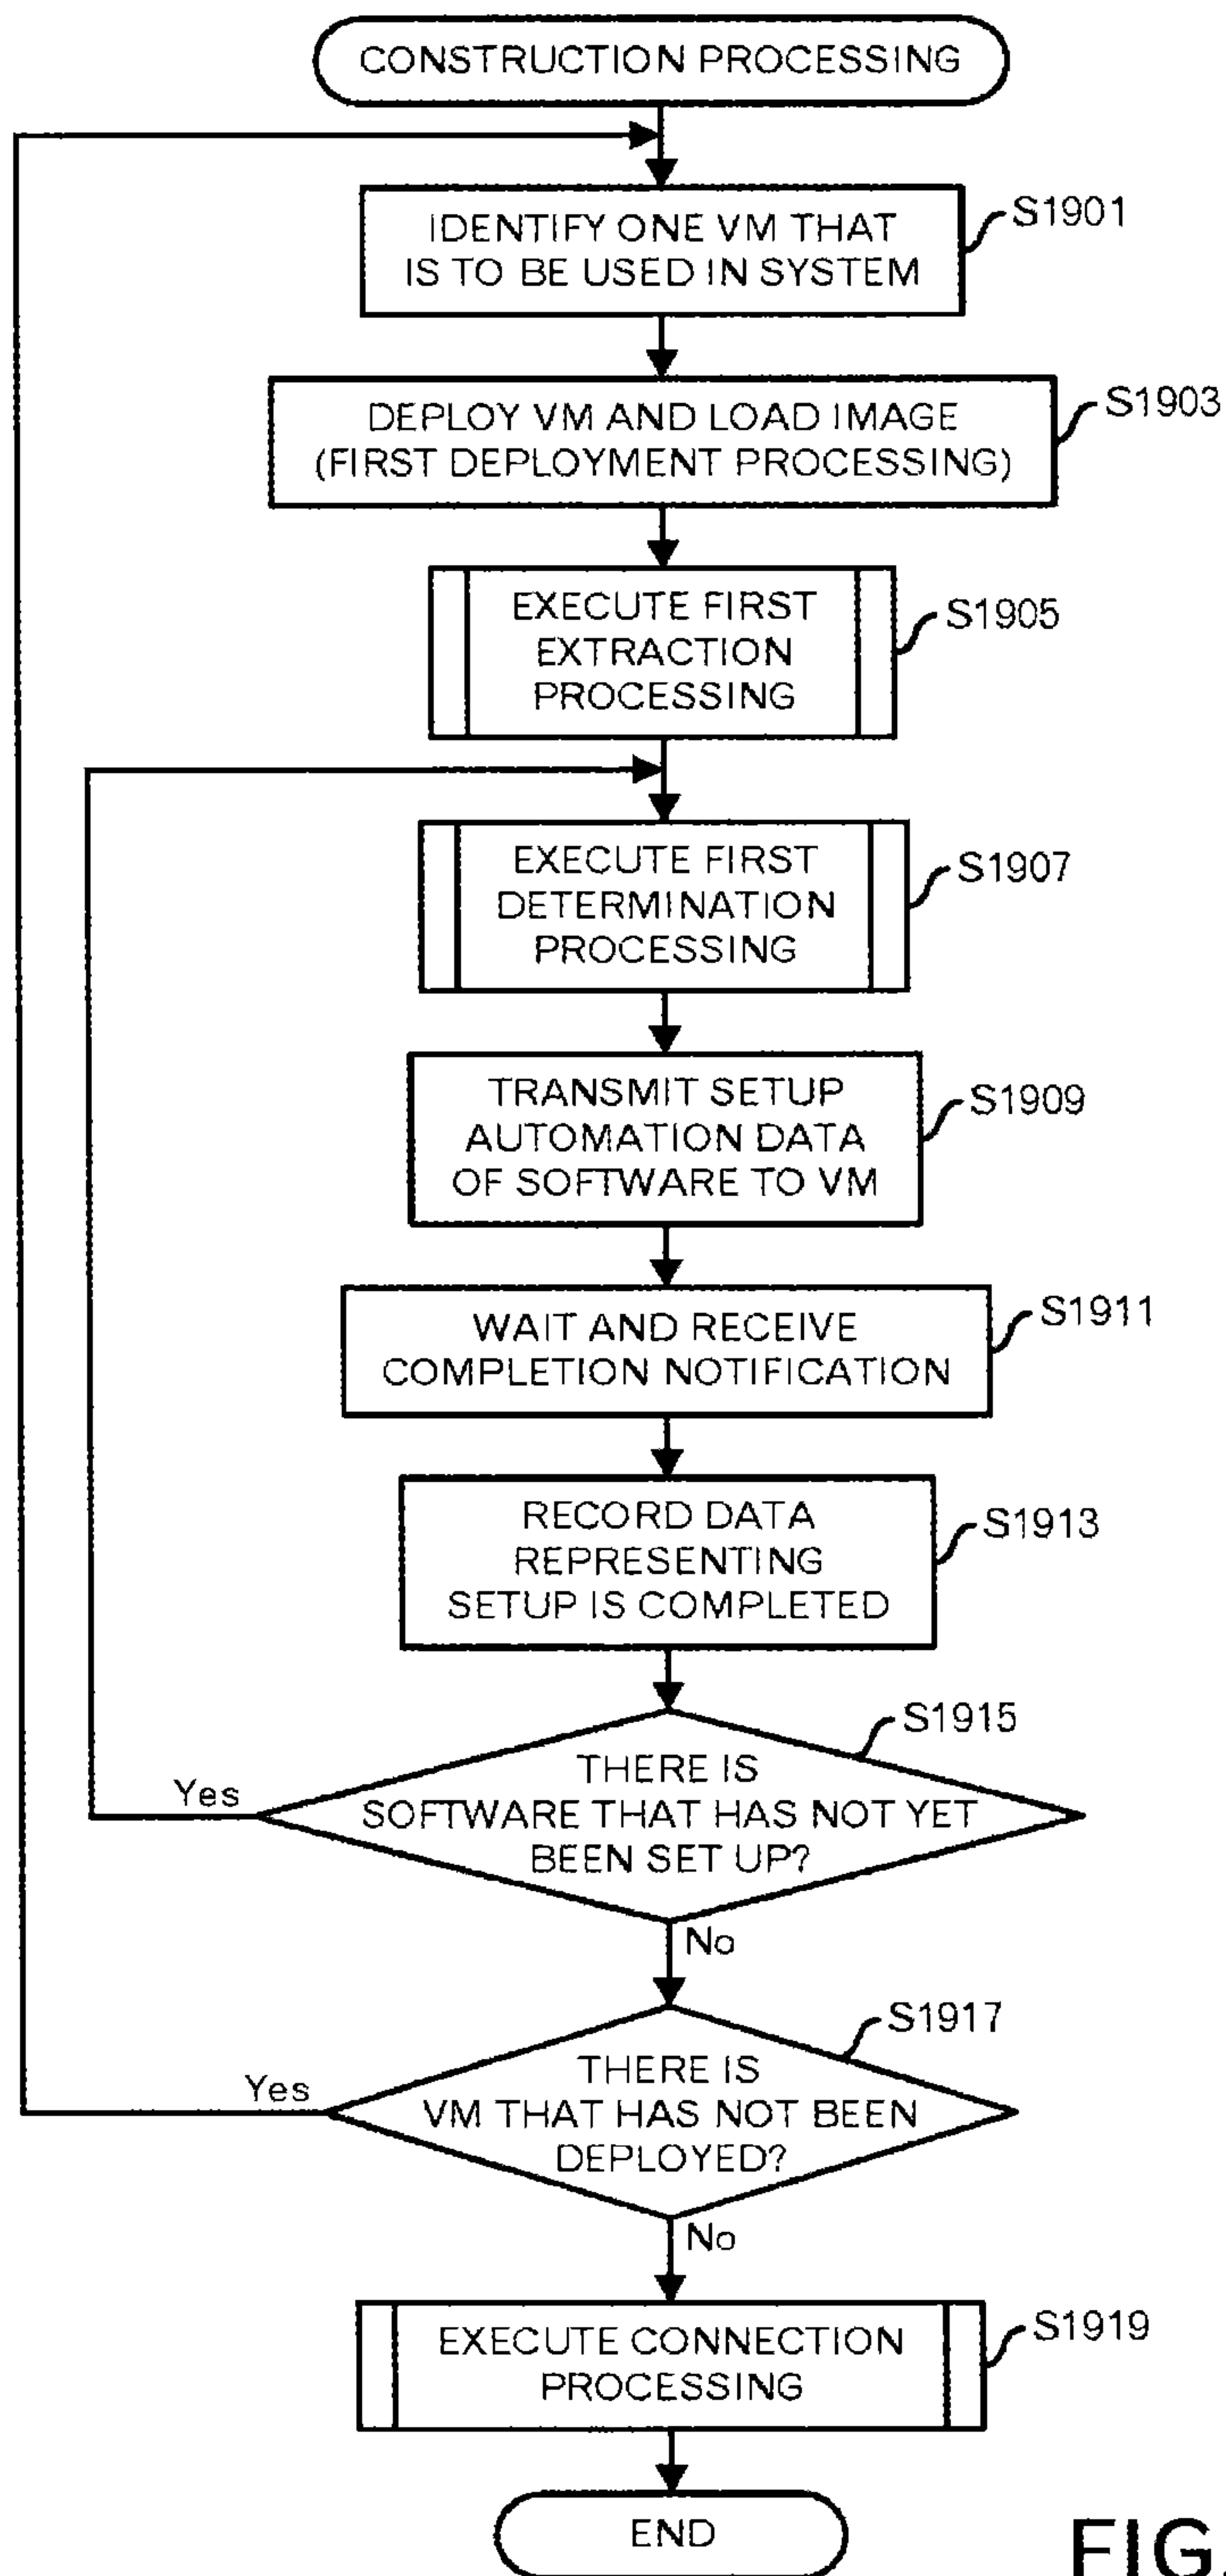 CONSTRUCTION PROCESSING
IDENTIFY ONE VM THAT
IS TO BE USED IN SYSTEM
S1901
DEPLOY VM AND LOAD IMAGE
(FIRST DEPLOYMENT PROCESSING)
S1903
EXECUTE FIRST
EXTRACTION
PROCESSING
S1905
EXECUTE FIRST
DETERMINATION
PROCESSING
S1907
TRANSMIT SETUP
AUTOMATION DATA
OF SOFTWARE TO VM
S1909
WAIT AND RECEIVE
COMPLETION NOTIFICATION
S1911
RECORD DATA
REPRESENTING
SETUP IS COMPLETED
S1913
S1915
THERE IS
SOFTWARE THAT HAS NOT YET
BEEN SET UP?
Yes
No
S1917
THERE IS
VM THAT HAS NOT BEEN
DEPLOYED?
Yes
No
EXECUTE CONNECTION
PROCESSING
S1919
END
FIG.